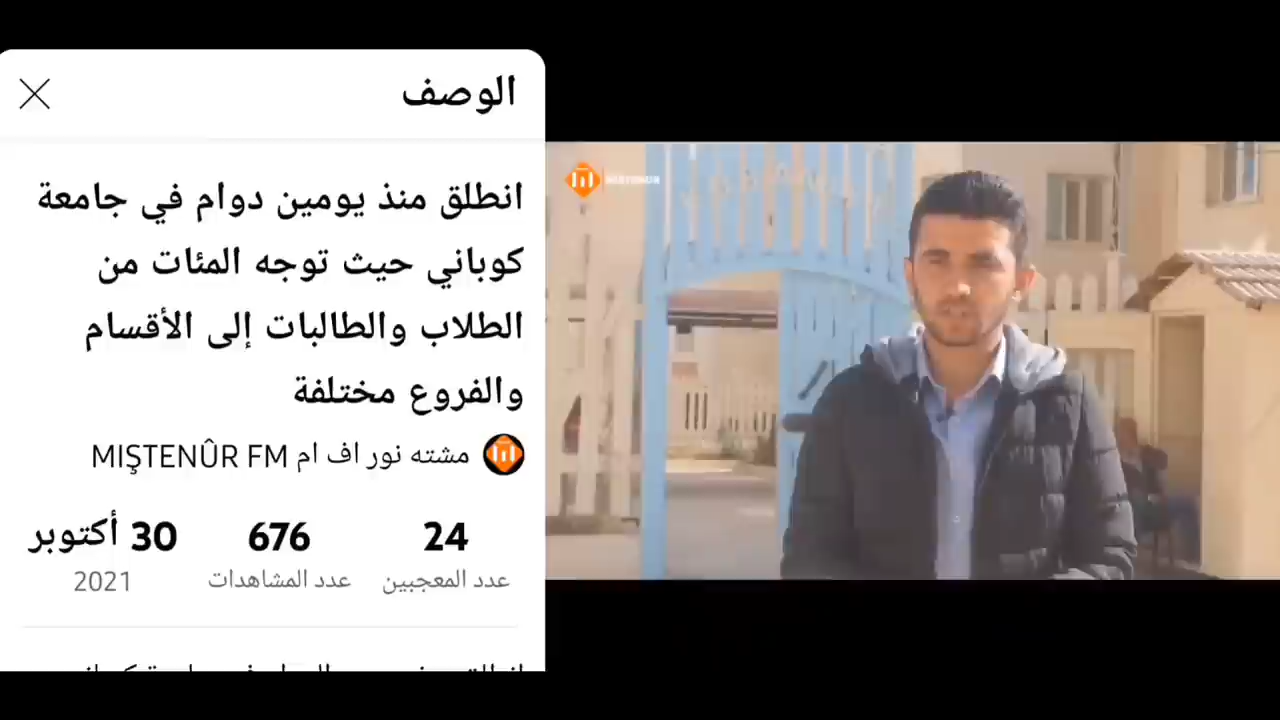 الوصف
انطلق منذ يومين دوام في جامعة
كوباني حيث توجه المئات من
الطلاب والطالبات إلى الأقسام
والفروع مختلفة
مشته نور اف ام MIŞTENÛR FM
24
عدد المعجبين
676
عدد المشاهدات
30 أكتوبر
2021
MIŞTENÛR